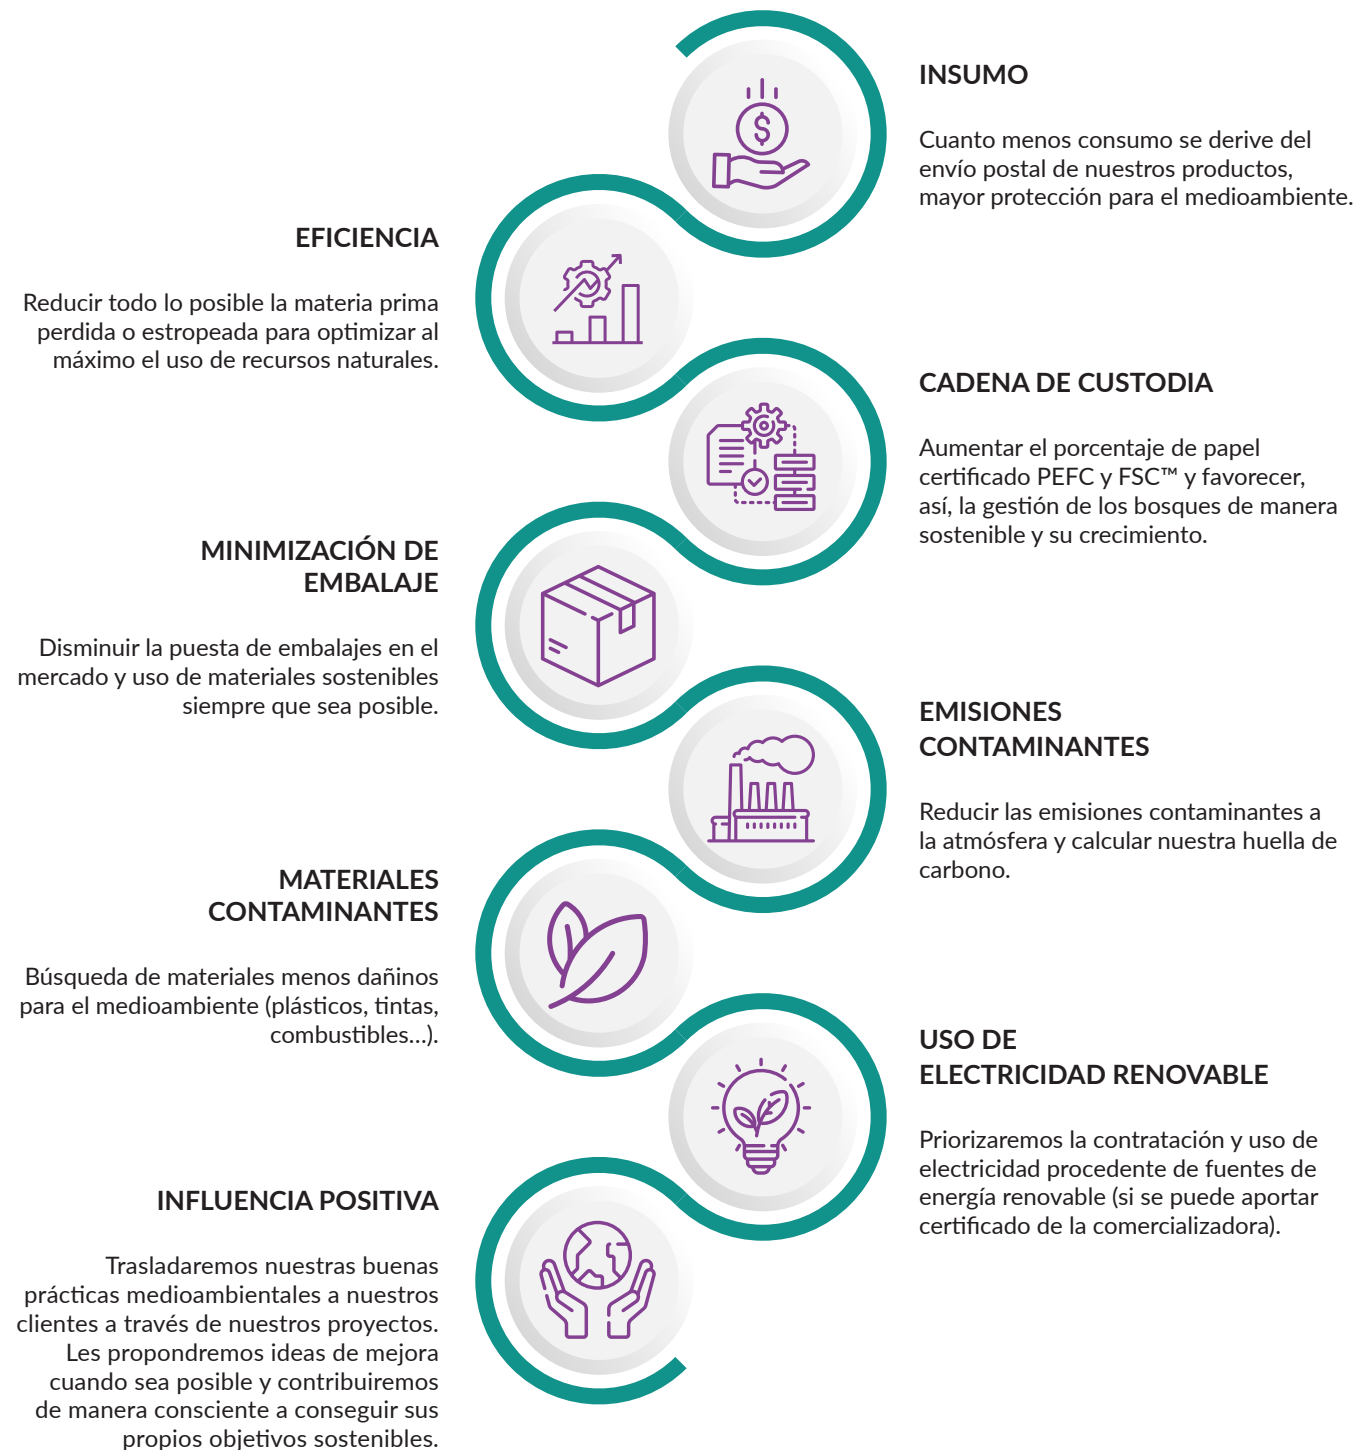 INSUMO
Cuanto menos consumo se derive del
envío postal de nuestros productos,
mayor protección para el medioambiente.
EFICIENCIA
Reducir todo lo posible la materia prima
perdida o estropeada para optimizar al
máximo el uso de recursos naturales.
CADENA DE CUSTODIA
Aumentar el porcentaje de papel
certificado PEFC y FSC™ y favorecer,
así, la gestión de los bosques de manera
sostenible y su crecimiento.
MINIMIZACIÓN DE
EMBALAJE
Disminuir la puesta de embalajes en el
mercado y uso de materiales sostenibles
siempre que sea posible.
EMISIONES
CONTAMINANTES
Reducir las emisiones contaminantes a
la atmósfera y calcular nuestra huella de
carbono.
MATERIALES
CONTAMINANTES
Búsqueda de materiales menos dañinos
para el medioambiente (plásticos, tintas,
combustibles...).
USO DE
ELECTRICIDAD RENOVABLE
Priorizaremos la contratación y uso de
electricidad procedente de fuentes de
energía renovable (si se puede aportar
certificado de la comercializadora).
INFLUENCIA POSITIVA
Trasladaremos nuestras buenas
prácticas medioambientales a nuestros
clientes a través de nuestros proyectos.
Les propondremos ideas de mejora
cuando sea posible y contribuiremos
de manera consciente a conseguir sus
propios objetivos sostenibles.